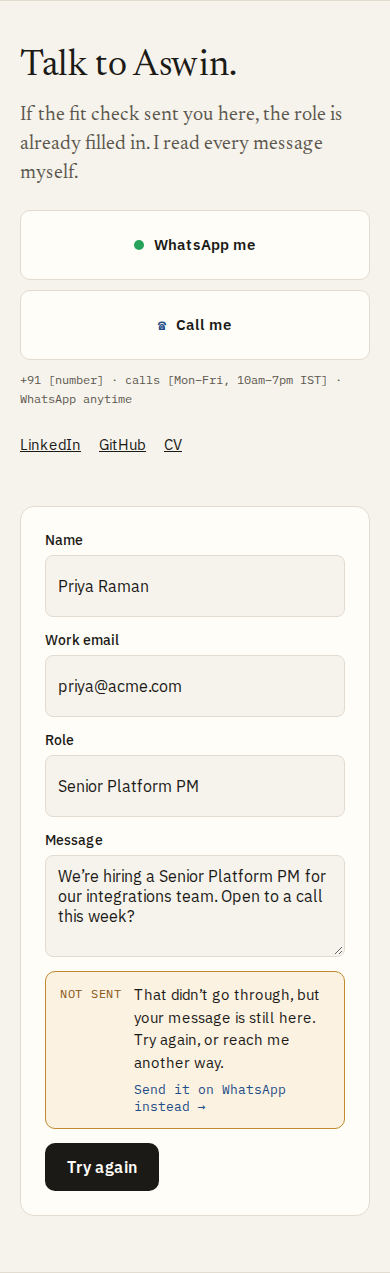 Talk to Aswin.
If the fit check sent you here, the role is
already filled in. I read every message
myself.
WhatsApp me
☎ Call me
+91 [number] · calls [Mon–Fri, 10am–7pm IST] ·
WhatsApp anytime
LinkedIn GitHub CV
Name
Priya Raman
Work email
priya@acme.com
Role
Senior Platform PM
Message
We’re hiring a Senior Platform PM for
our integrations team. Open to a call
this week?
NOT SENT That didn’t go through, but
your message is still here.
Try again, or reach me
another way.
Send it on WhatsApp
instead →
Try again